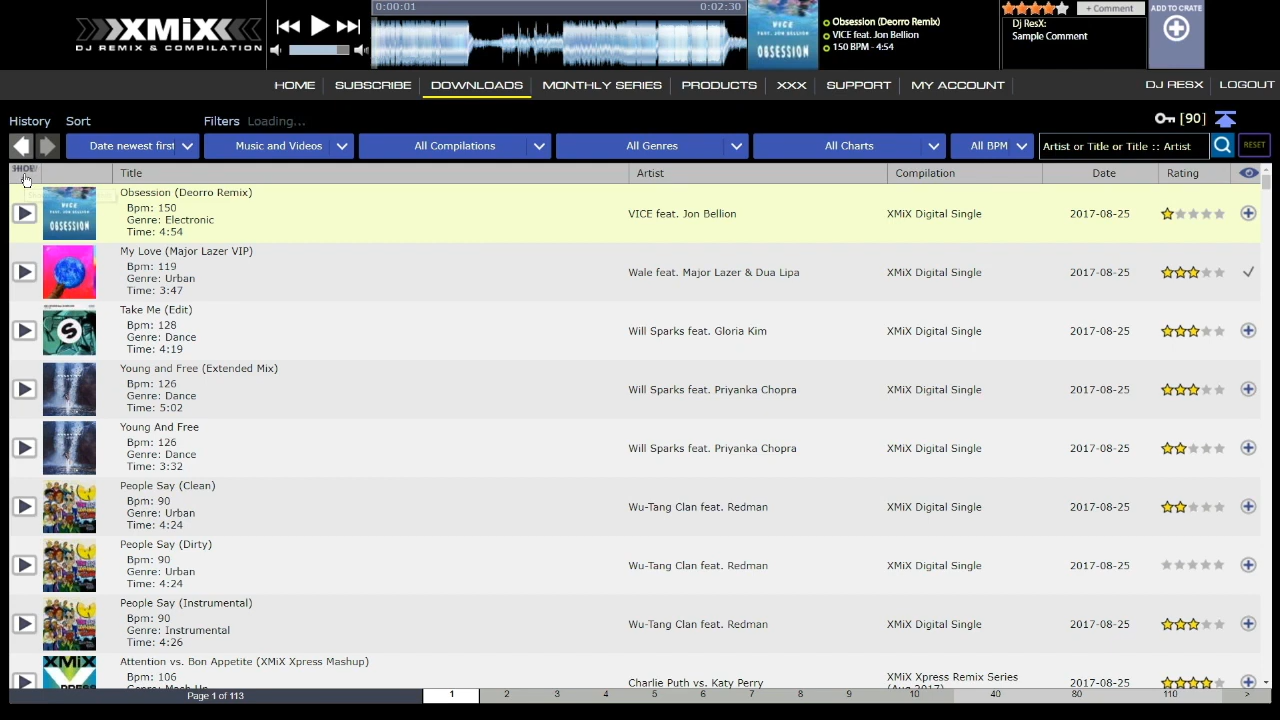 XMiX
DJ REMIX & COMPILATION
0:00:01
0:02:30
VICE
FEAT. JON BELLION
OBSESSION
Obsession (Deorro Remix)
VICE feat. Jon Bellion
150 BPM - 4:54
+ Comment
Dj ResX:
Sample Comment
ADD TO CRATE
HOME
SUBSCRIBE
DOWNLOADS
MONTHLY SERIES
PRODUCTS
XXX
SUPPORT
MY ACCOUNT
DJ RESX
LOGOUT
History
Sort
Filters
Loading...
[90]
Date newest first
Music and Videos
All Compilations
All Genres
All Charts
All BPM
Artist or Title or Title :: Artist
RESET
SHOW
Title
Artist
Compilation
Date
Rating
VICE
OBSESSION
Obsession (Deorro Remix)
Bpm: 150
Genre: Electronic
Time: 4:54
VICE feat. Jon Bellion
XMiX Digital Single
2017-08-25
My Love (Major Lazer VIP)
Bpm: 119
Genre: Urban
Time: 3:47
Wale feat. Major Lazer & Dua Lipa
XMiX Digital Single
2017-08-25
Take Me (Edit)
Bpm: 128
Genre: Dance
Time: 4:19
Will Sparks feat. Gloria Kim
XMiX Digital Single
2017-08-25
Young and Free (Extended Mix)
Bpm: 126
Genre: Dance
Time: 5:02
Will Sparks feat. Priyanka Chopra
XMiX Digital Single
2017-08-25
Young And Free
Bpm: 126
Genre: Dance
Time: 3:32
Will Sparks feat. Priyanka Chopra
XMiX Digital Single
2017-08-25
People Say (Clean)
Bpm: 90
Genre: Urban
Time: 4:24
Wu-Tang Clan feat. Redman
XMiX Digital Single
2017-08-25
People Say (Dirty)
Bpm: 90
Genre: Urban
Time: 4:24
Wu-Tang Clan feat. Redman
XMiX Digital Single
2017-08-25
People Say (Instrumental)
Bpm: 90
Genre: Instrumental
Time: 4:26
Wu-Tang Clan feat. Redman
XMiX Digital Single
2017-08-25
XMiX
Attention vs. Bon Appetite (XMiX Xpress Mashup)
Bpm: 106
Genre: Mash Up
Charlie Puth vs. Katy Perry
XMiX Xpress Remix Series
(Aug 2017)
2017-08-25
Page 1 of 113
1 2 3 4 5 6 7 8 9 10 40 80 110 >